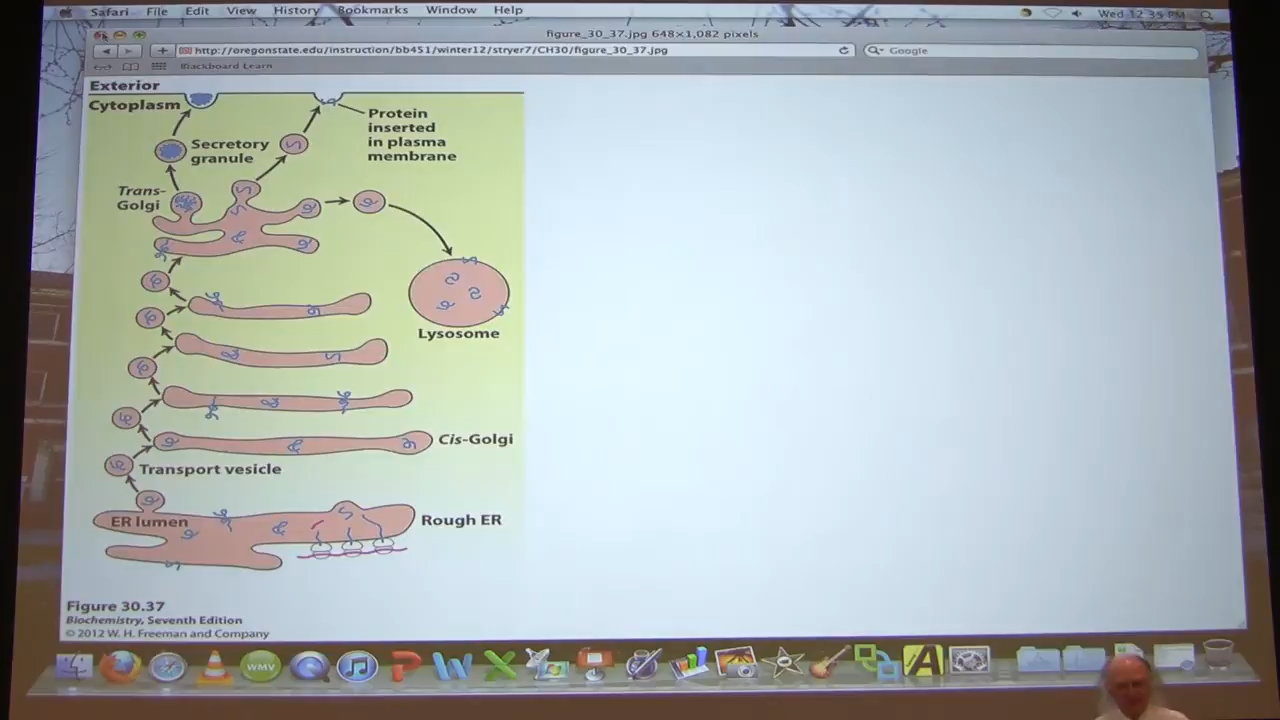 Safari File Edit View History Bookmarks Window Help
Wed 12:35 PM
figure_30_37.jpg 648×1,082 pixels
http://oregonstate.edu/instruction/bb451/winter12/stryer7/CH30/figure_30_37.jpg
Google
Blackboard Learn
Exterior
Cytoplasm
Protein
inserted
in plasma
membrane
Secretory
granule
Trans-
Golgi
Lysosome
Cis-Golgi
Transport vesicle
ER lumen
Rough ER
Figure 30.37
Biochemistry, Seventh Edition
© 2012 W. H. Freeman and Company
WMV